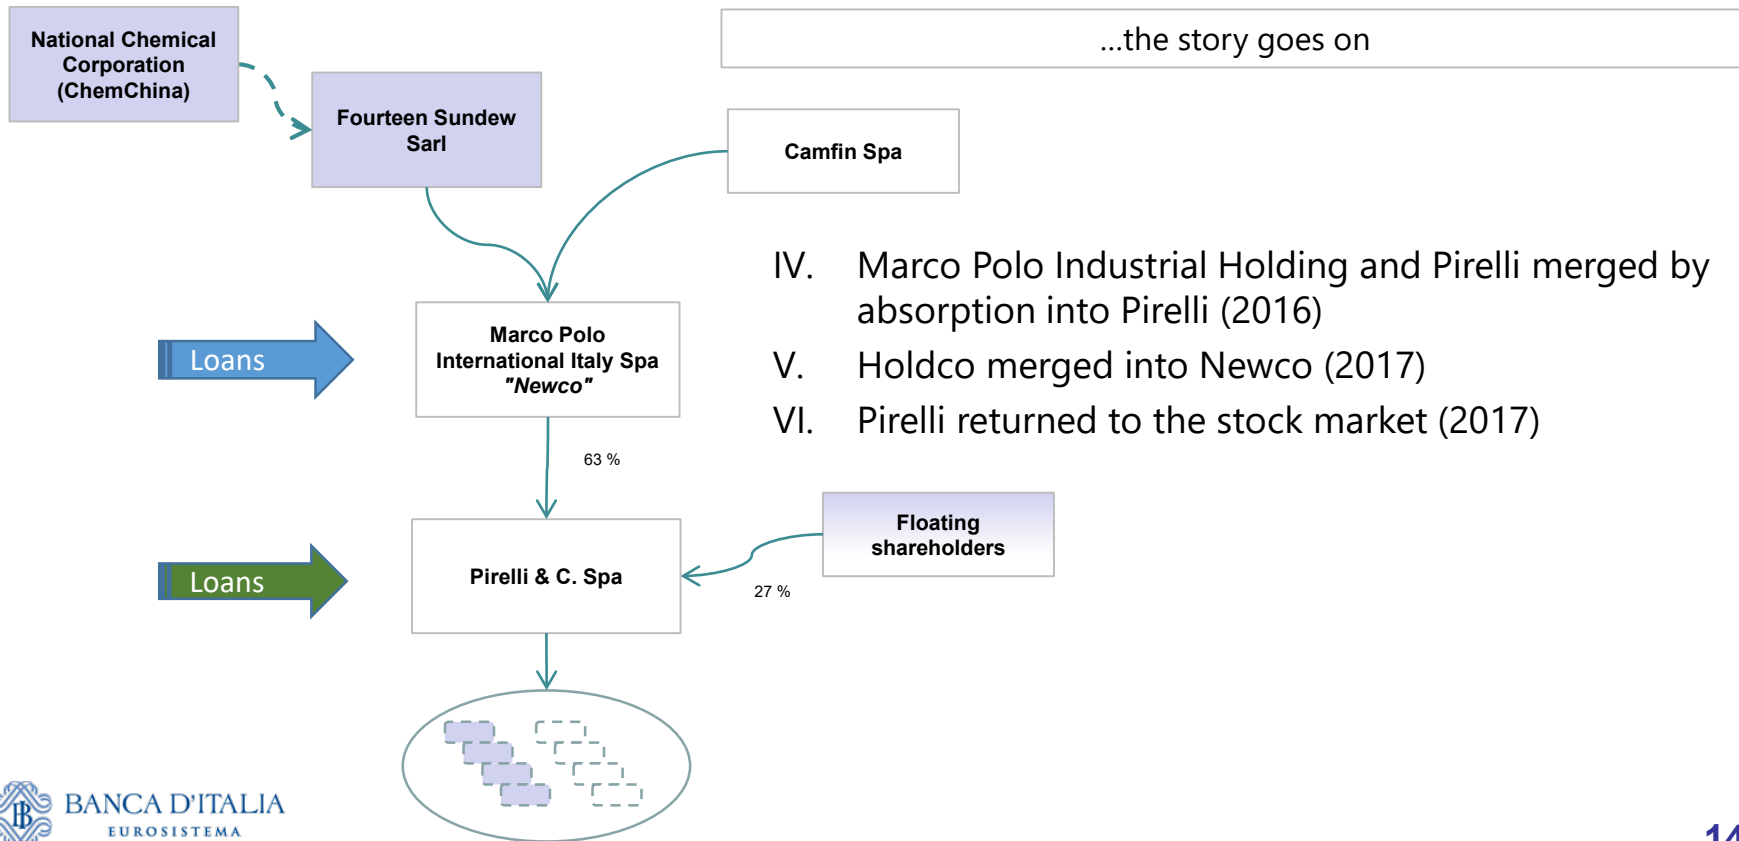 National Chemical
Corporation
(ChemChina)
…the story goes on
Fourteen Sundew
Sarl
Camfin Spa
IV. Marco Polo Industrial Holding and Pirelli merged by
absorption into Pirelli (2016)
V. Holdco merged into Newco (2017)
VI. Pirelli returned to the stock market (2017)
Loans
Marco Polo
International Italy Spa
"Newco"
63 %
Floating
shareholders
Loans
Pirelli & C. Spa
27 %
BANCA D'ITALIA
EUROSISTEMA
14